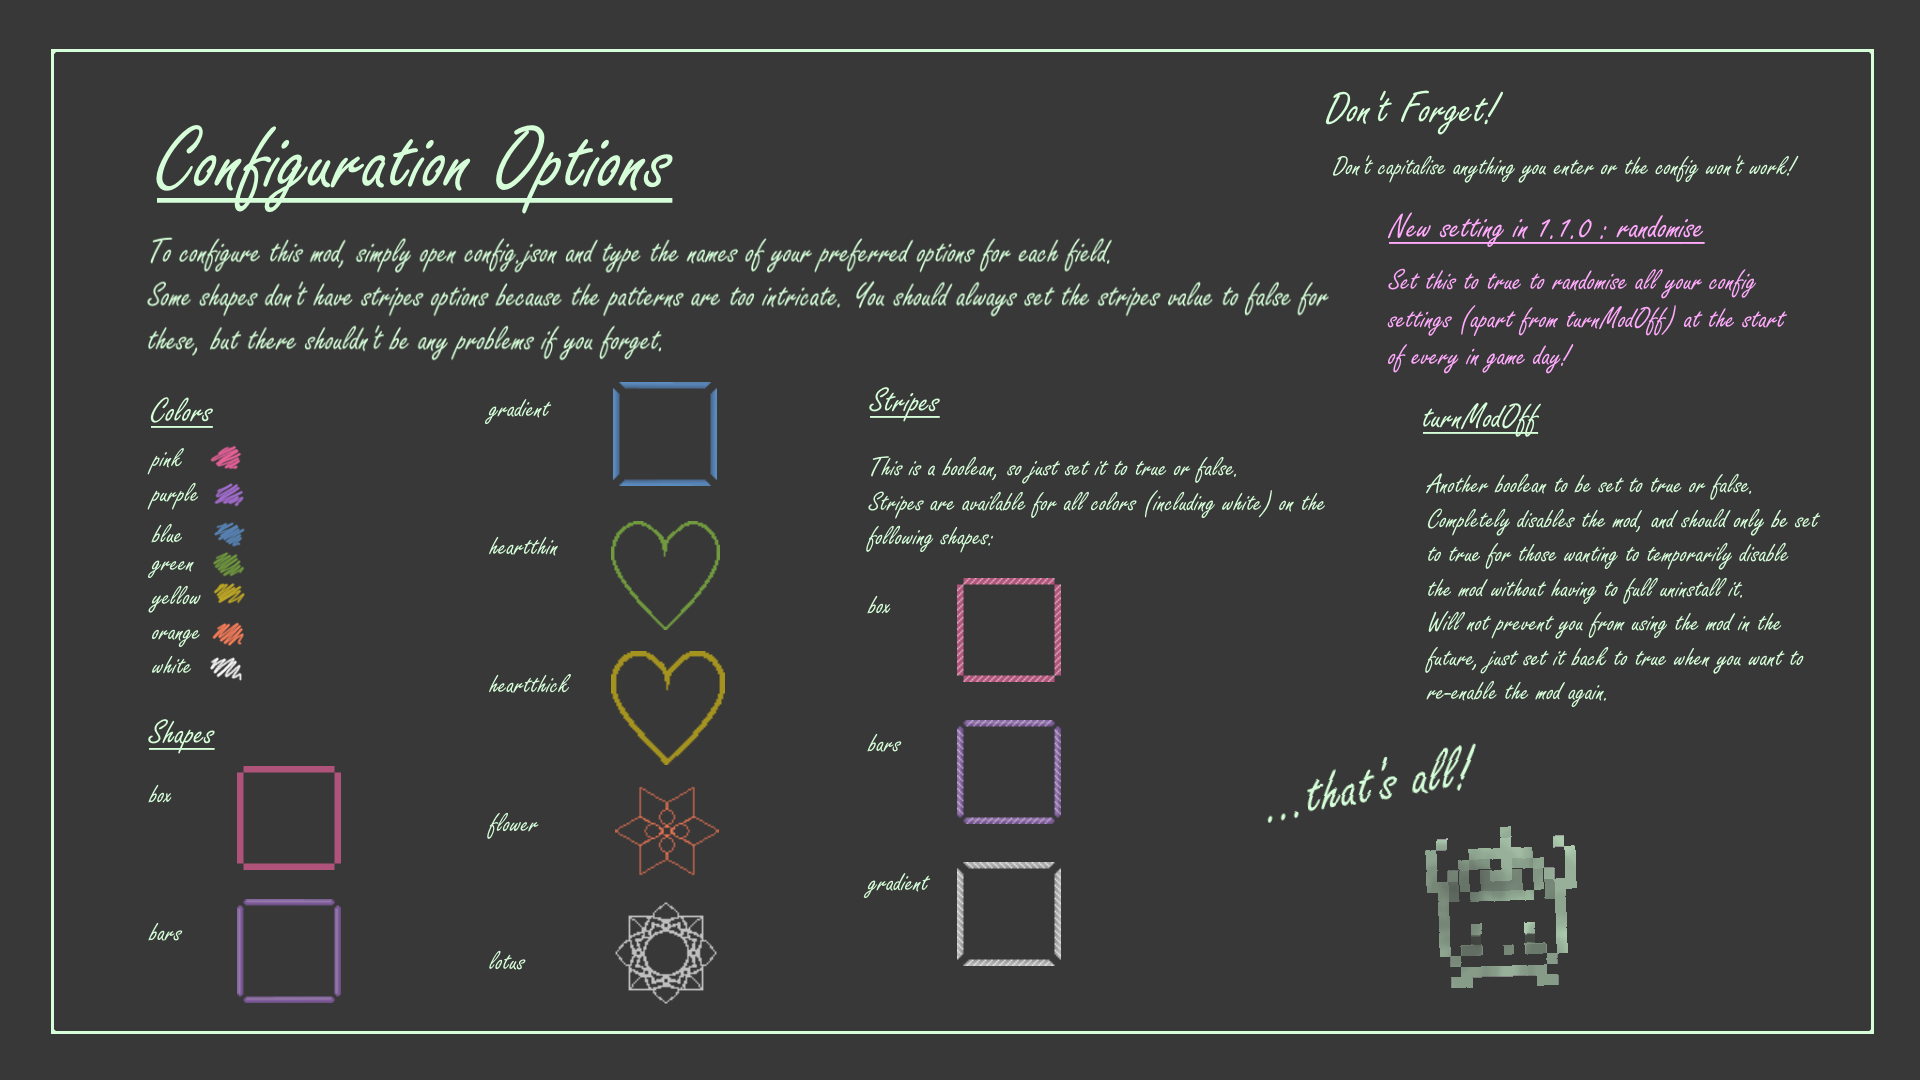 Configuration Options
To configure this mod, simply open config.json and type the names of your preferred options for each field.
Some shapes don't have stripes options because the patterns are too intricate. You should always set the stripes value to false for
these, but there shouldn't be any problems if you forget.
Colors
pink
purple
blue
green
yellow
orange
white
Shapes
box
bars
gradient
heartthin
heartthick
flower
lotus
Stripes
This is a boolean, so just set it to true or false.
Stripes are available for all colors (including white) on the
following shapes:
box
bars
gradient
Don't Forget!
Don't capitalise anything you enter or the config won't work!
New setting in 1.1.0 : randomise
Set this to true to randomise all your config
settings (apart from turnModOff) at the start
of every in game day!
turnModOff
Another boolean to be set to true or false.
Completely disables the mod, and should only be set
to true for those wanting to temporarily disable
the mod without having to full uninstall it.
Will not prevent you from using the mod in the
future, just set it back to true when you want to
re-enable the mod again.
...that's all!